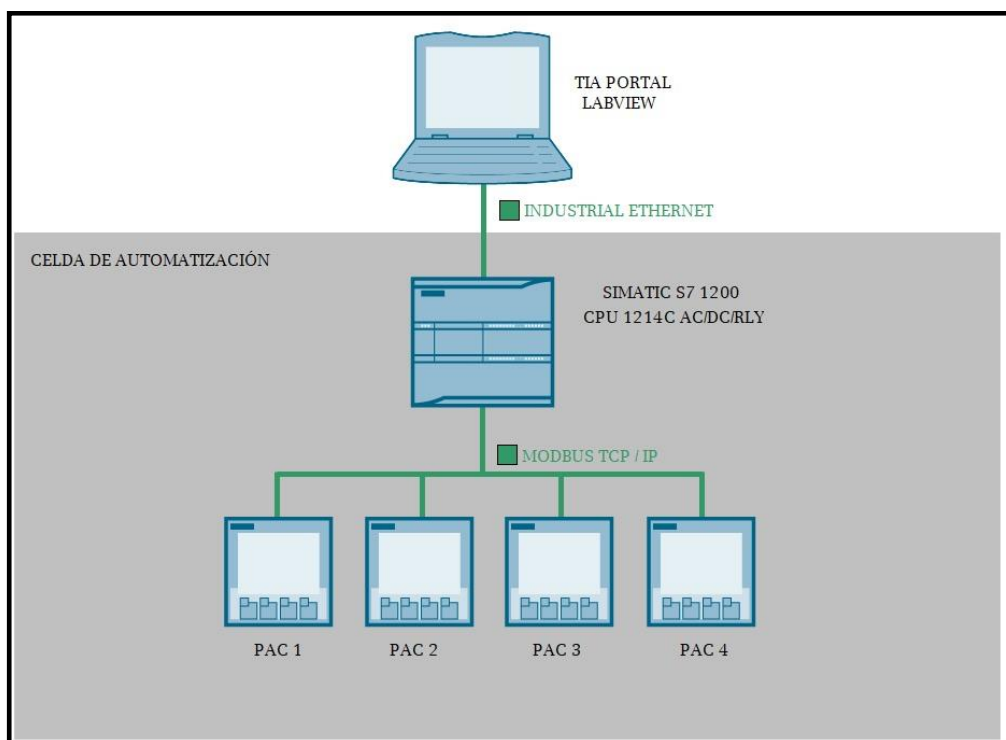 TIA PORTAL
LABVIEW
INDUSTRIAL ETHERNET
CELDA DE AUTOMATIZACIÓN
SIMATIC S7 1200
CPU 1214C AC/DC/RLY
MODBUS TCP / IP
PAC 1
PAC 2
PAC 3
PAC 4